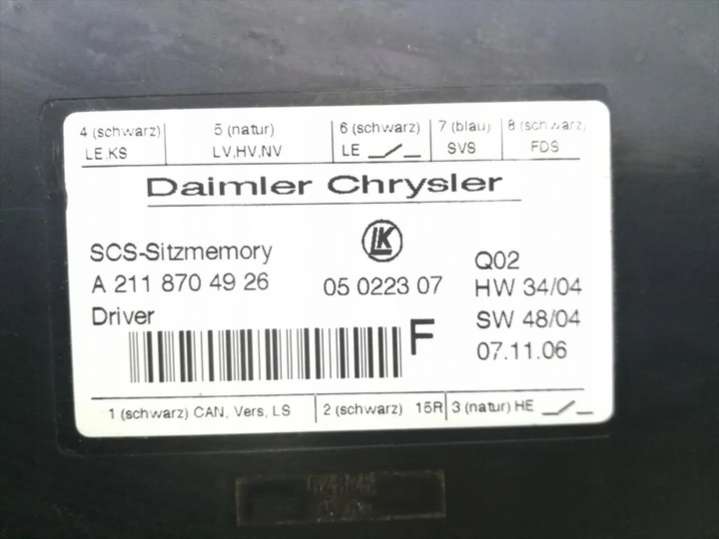 4 (schwarz) 5 (natur) 6 (schwarz) 7 (blau) 8 (schwarz)
LE,KS LV,HV,NV LE SVS FDS
Daimler Chrysler
SCS-Sitzmemory LK Q02
A 211 870 49 26 05 0223 07 HW 34/04
Driver SW 48/04
F 07.11.06
1 (schwarz) CAN, Vers, LS 2 (schwarz) 15R 3 (natur) HE